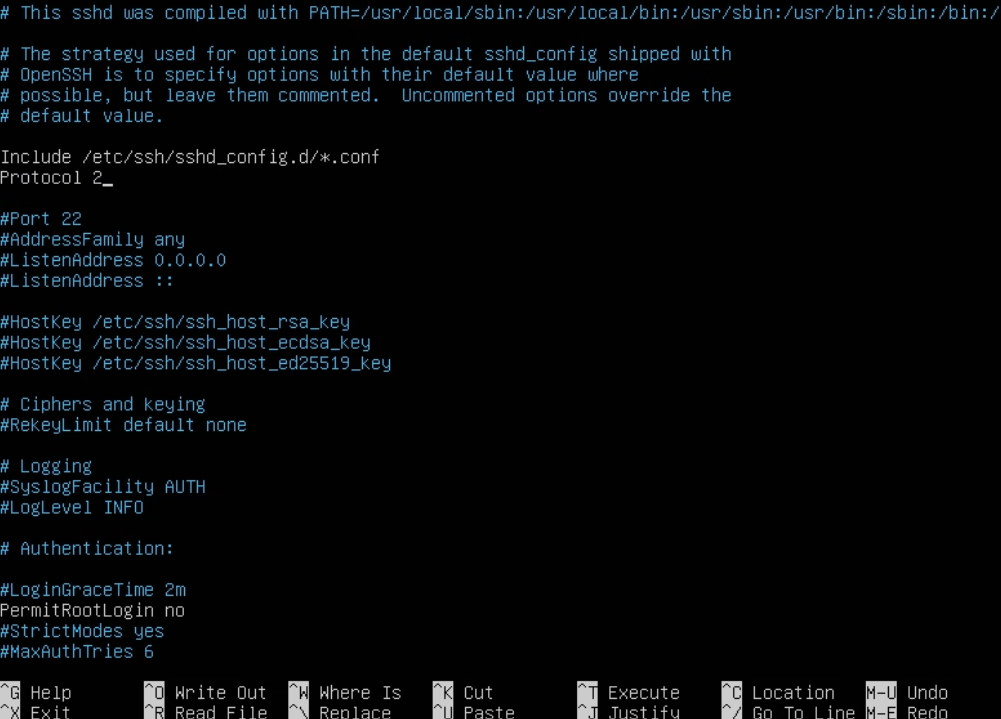 # This sshd was compiled with PATH=/usr/local/sbin:/usr/local/bin:/usr/sbin:/usr/bin:/sbin:/bin:/
# The strategy used for options in the default sshd_config shipped with
# OpenSSH is to specify options with their default value where
# possible, but leave them commented.  Uncommented options override the
# default value.
Include /etc/ssh/sshd_config.d/*.conf
Protocol 2_
#Port 22
#AddressFamily any
#ListenAddress 0.0.0.0
#ListenAddress ::
#HostKey /etc/ssh/ssh_host_rsa_key
#HostKey /etc/ssh/ssh_host_ecdsa_key
#HostKey /etc/ssh/ssh_host_ed25519_key
# Ciphers and keying
#RekeyLimit default none
# Logging
#SyslogFacility AUTH
#LogLevel INFO
# Authentication:
#LoginGraceTime 2m
PermitRootLogin no
#StrictModes yes
#MaxAuthTries 6
^G Help ^O Write Out ^W Where Is ^K Cut ^T Execute ^C Location M-U Undo
^X Exit ^R Read File ^\ Replace ^U Paste ^J Justify ^/ Go To Line M-E Redo